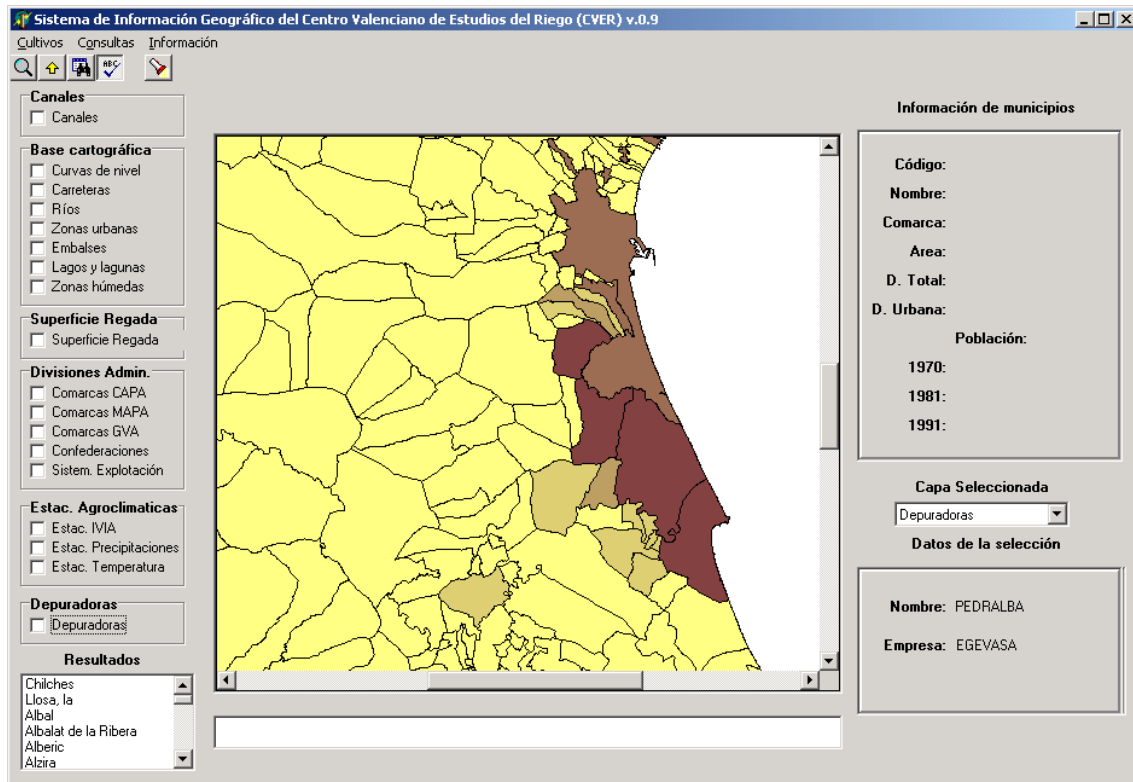 Sistema de Información Geográfico del Centro Valenciano de Estudios del Riego (CVER) v.0.9
Cultivos Consultas Información
ABC
Canales
Canales
Base cartográfica
Curvas de nivel
Carreteras
Ríos
Zonas urbanas
Embalses
Lagos y lagunas
Zonas húmedas
Superficie Regada
Superficie Regada
Divisiones Admin.
Comarcas CAPA
Comarcas MAPA
Comarcas GVA
Confederaciones
Sistem. Explotación
Estac. Agroclimaticas
Estac. IVIA
Estac. Precipitaciones
Estac. Temperatura
Depuradoras
Depuradoras
Resultados
Chilches
Llosa, la
Albal
Albalat de la Ribera
Alberic
Alzira
Información de municipios
Código:
Nombre:
Comarca:
Area:
D. Total:
D. Urbana:
Población:
1970:
1981:
1991:
Capa Seleccionada
Depuradoras
Datos de la selección
Nombre: PEDRALBA
Empresa: EGEVASA